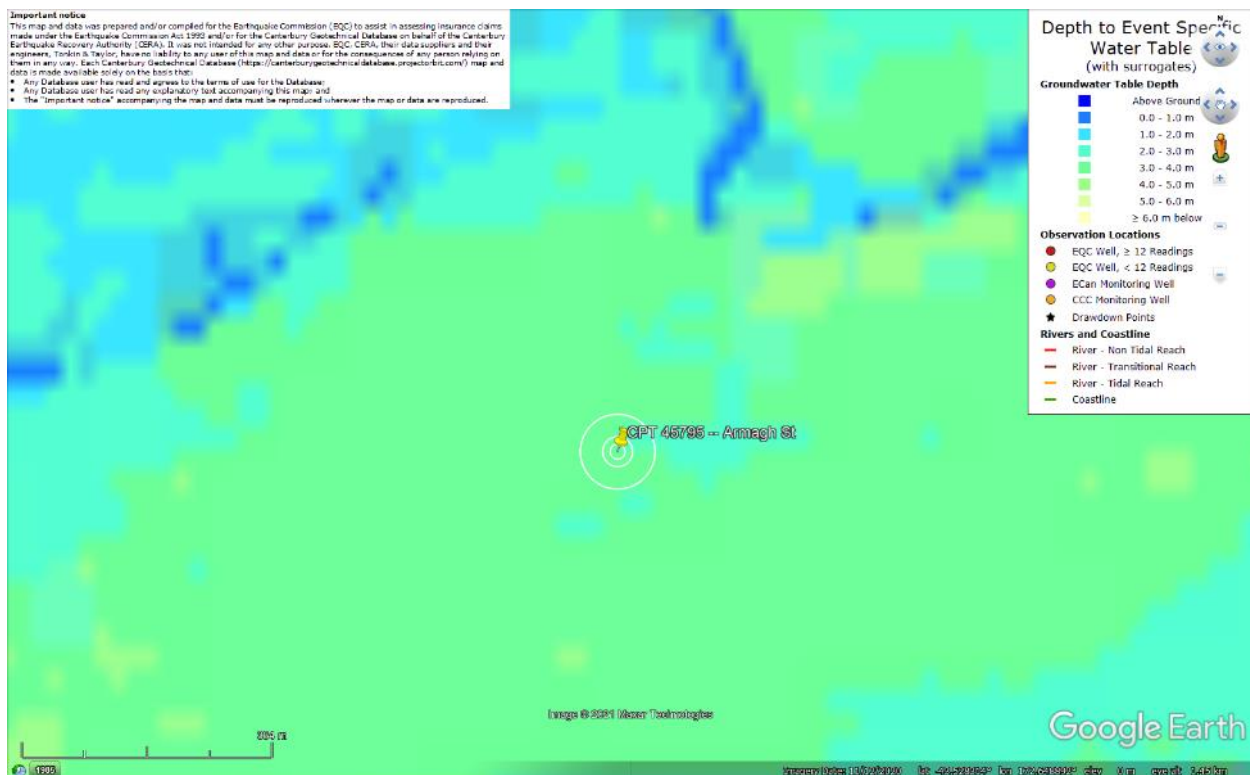 Important notice
This map and data was prepared and/or compiled for the Earthquake Commission (EQC) to assist in assessing insurance claims
made under the Earthquake Commission Act 1993 and/or for the Canterbury Geotechnical Database on behalf of the Canterbury
Earthquake Recovery Authority (CERA). It was not intended for any other purpose. EQC, CERA, their data suppliers and their
engineers, Tonkin & Taylor, have no liability to any user of this map and data or for the consequences of any person relying on
them in any way. Each Canterbury Geotechnical Database (https://canterburygeotechnicaldatabase.projectorbit.com/) map and
data is made available solely on the basis that:
• Any Database user has read and agrees to the terms of use for the Database;
• Any Database user has read any explanatory text accompanying this map; and
• The "Important notice" accompanying the map and data must be reproduced wherever the map or data are reproduced.
Depth to Event Specific
Water Table
(with surrogates)
Groundwater Table Depth
Above Ground
0.0 - 1.0 m
1.0 - 2.0 m
2.0 - 3.0 m
3.0 - 4.0 m
4.0 - 5.0 m
5.0 - 6.0 m
≥ 6.0 m below
Observation Locations
EQC Well, ≥ 12 Readings
EQC Well, < 12 Readings
ECan Monitoring Well
CCC Monitoring Well
Drawdown Points
Rivers and Coastline
River - Non Tidal Reach
River - Transitional Reach
River - Tidal Reach
Coastline
N
CPT 45795 -- Armagh St
Image © 2021 Maxar Technologies
Google Earth
m
Imagery Date:
lat
lon
elev 0 m eye alt